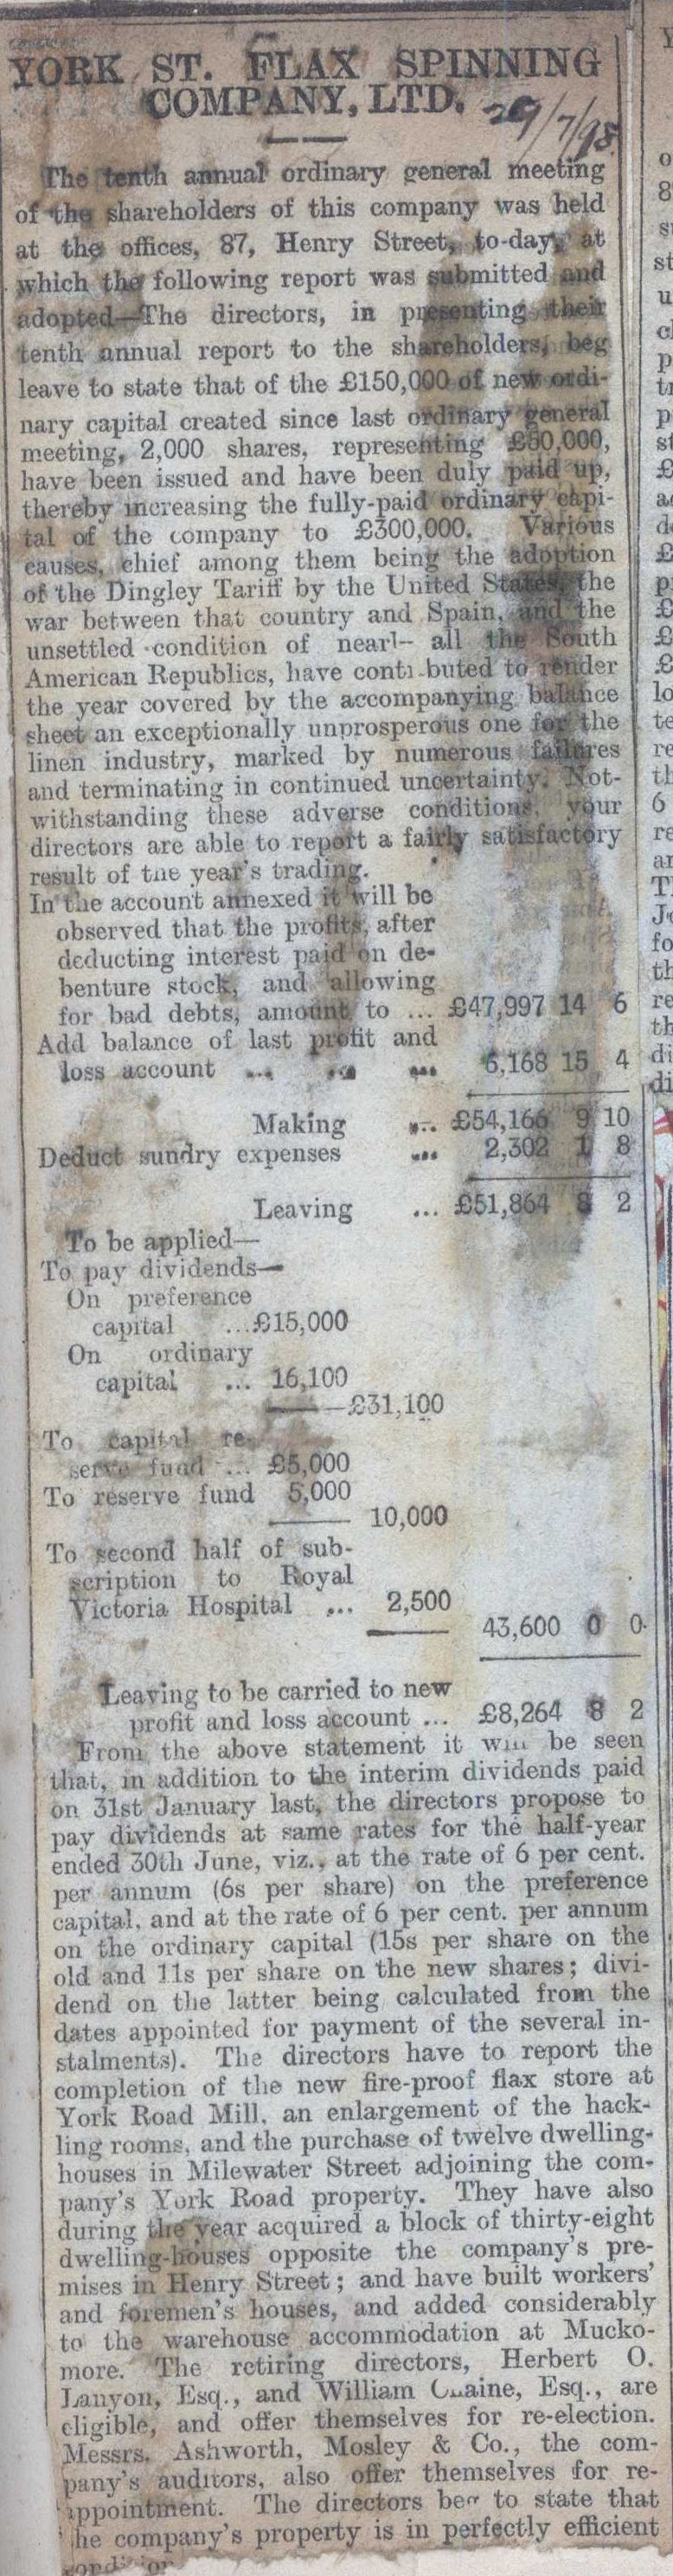 YORK ST. FLAX SPINNING
COMPANY, LTD. 29/7/98
The tenth annual ordinary general meeting
of the shareholders of this company was held
at the offices, 87, Henry Street, to-day, at
which the following report was submitted and
adopted—The directors, in presenting their
tenth annual report to the shareholders, beg
leave to state that of the £150,000 of new ordi-
nary capital created since last ordinary general
meeting, 2,000 shares, representing £50,000,
have been issued and have been duly paid up,
thereby increasing the fully-paid ordinary capi-
tal of the company to £300,000. Various
causes, chief among them being the adoption
of the Dingley Tariff by the United States, the
war between that country and Spain, and the
unsettled condition of nearl- all the South
American Republics, have contributed to render
the year covered by the accompanying balance
sheet an exceptionally unprosperous one for the
linen industry, marked by numerous failures
and terminating in continued uncertainty. Not-
withstanding these adverse conditions, your
directors are able to report a fairly satisfactory
result of the year's trading.
In the account annexed it will be
observed that the profits, after
deducting interest paid on de-
benture stock, and allowing
for bad debts, amount to ... £47,997 14 6
Add balance of last profit and
loss account ... ... ... 6,168 15 4
Making ... £54,166 9 10
Deduct sundry expenses ... 2,302 1 8
Leaving ... £51,864 8 2
To be applied—
To pay dividends—
On preference
capital ...£15,000
On ordinary
capital ... 16,100
——£31,100
To capital re-
serve fund ... £5,000
To reserve fund 5,000
10,000
To second half of sub-
scription to Royal
Victoria Hospital ... 2,500
43,600 0 0
Leaving to be carried to new
profit and loss account ... £8,264 8 2
From the above statement it will be seen
that, in addition to the interim dividends paid
on 31st January last, the directors propose to
pay dividends at same rates for the half-year
ended 30th June, viz., at the rate of 6 per cent.
per annum (6s per share) on the preference
capital, and at the rate of 6 per cent. per annum
on the ordinary capital (15s per share on the
old and 11s per share on the new shares; divi-
dend on the latter being calculated from the
dates appointed for payment of the several in-
stalments). The directors have to report the
completion of the new fire-proof flax store at
York Road Mill, an enlargement of the hack-
ling rooms, and the purchase of twelve dwelling-
houses in Milewater Street adjoining the com-
pany's York Road property. They have also
during the year acquired a block of thirty-eight
dwelling-houses opposite the company's pre-
mises in Henry Street; and have built workers'
and foremen's houses, and added considerably
to the warehouse accommodation at Mucko-
more. The retiring directors, Herbert O.
Lanyon, Esq., and William Esq., are
eligible, and offer themselves for re-election.
Messrs. Ashworth, Mosley & Co., the com-
pany's auditors, also offer themselves for re-
appointment. The directors beg to state that
the company's property is in perfectly efficient